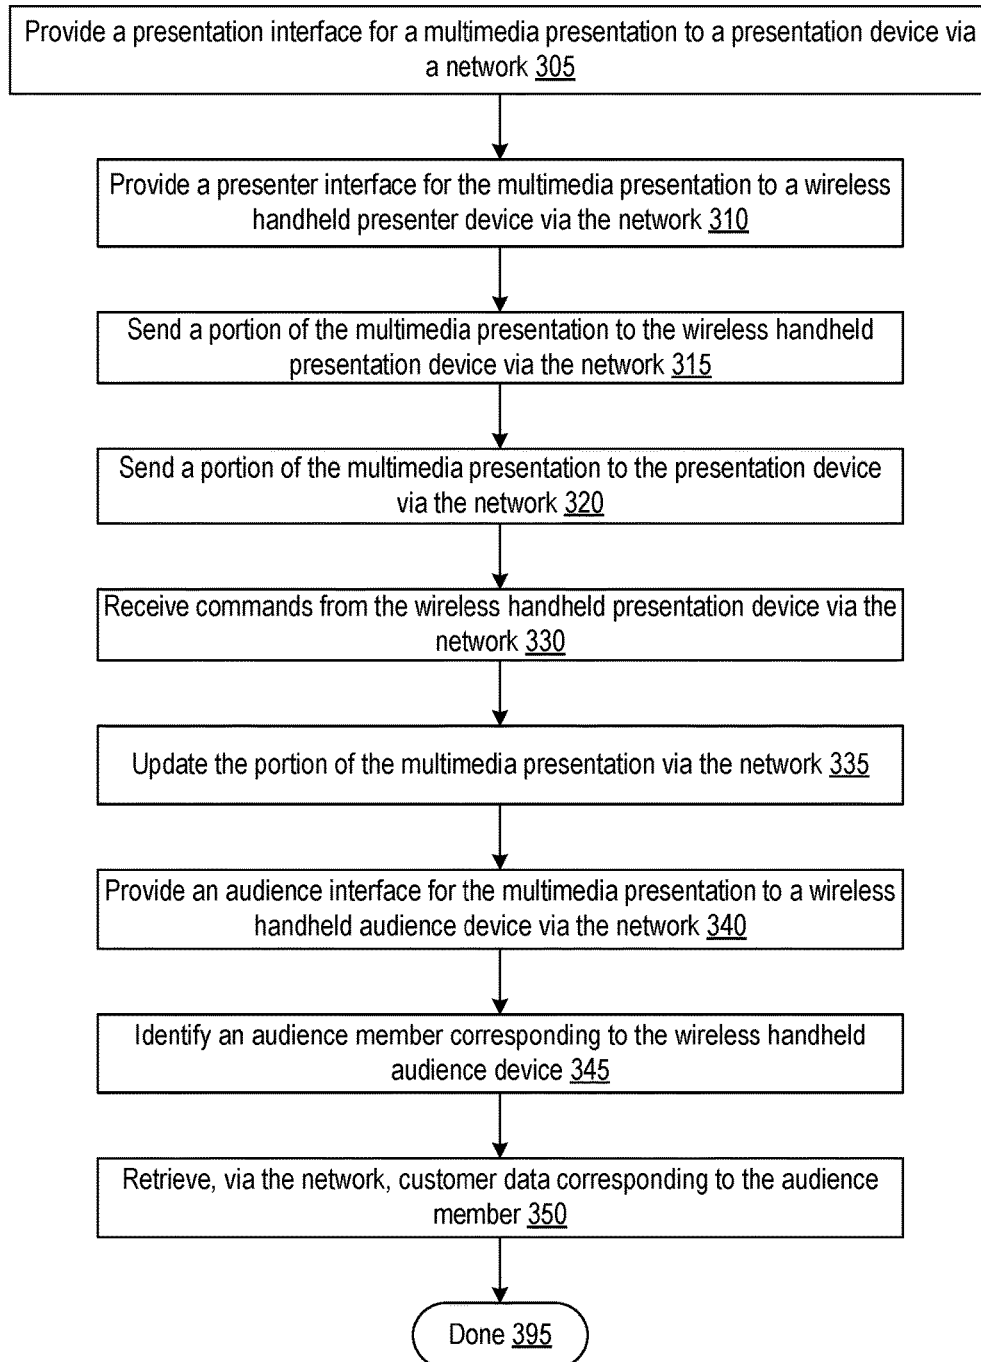 Provide a presentation interface for a multimedia presentation to a presentation device via
a network 305
Provide a presenter interface for the multimedia presentation to a wireless
handheld presenter device via the network 310
Send a portion of the multimedia presentation to the wireless handheld
presentation device via the network 315
Send a portion of the multimedia presentation to the presentation device
via the network 320
Receive commands from the wireless handheld presentation device via the
network 330
Update the portion of the multimedia presentation via the network 335
Provide an audience interface for the multimedia presentation to a wireless
handheld audience device via the network 340
Identify an audience member corresponding to the wireless handheld
audience device 345
Retrieve, via the network, customer data corresponding to the audience
member 350
Done 395